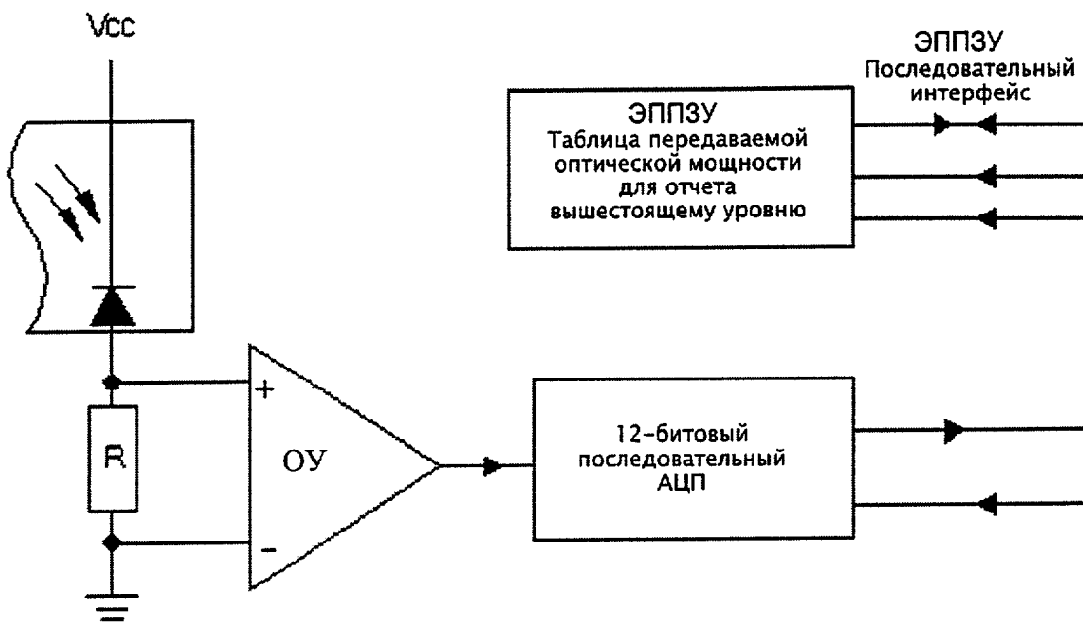 Vcc
ЭППЗУ
Последовательный
интерфейс
ЭППЗУ
Таблица передаваемой
оптической мощности
для отчета
вышестоящему уровню
+
R
ОУ
-
12-битовый
последовательный
АЦП